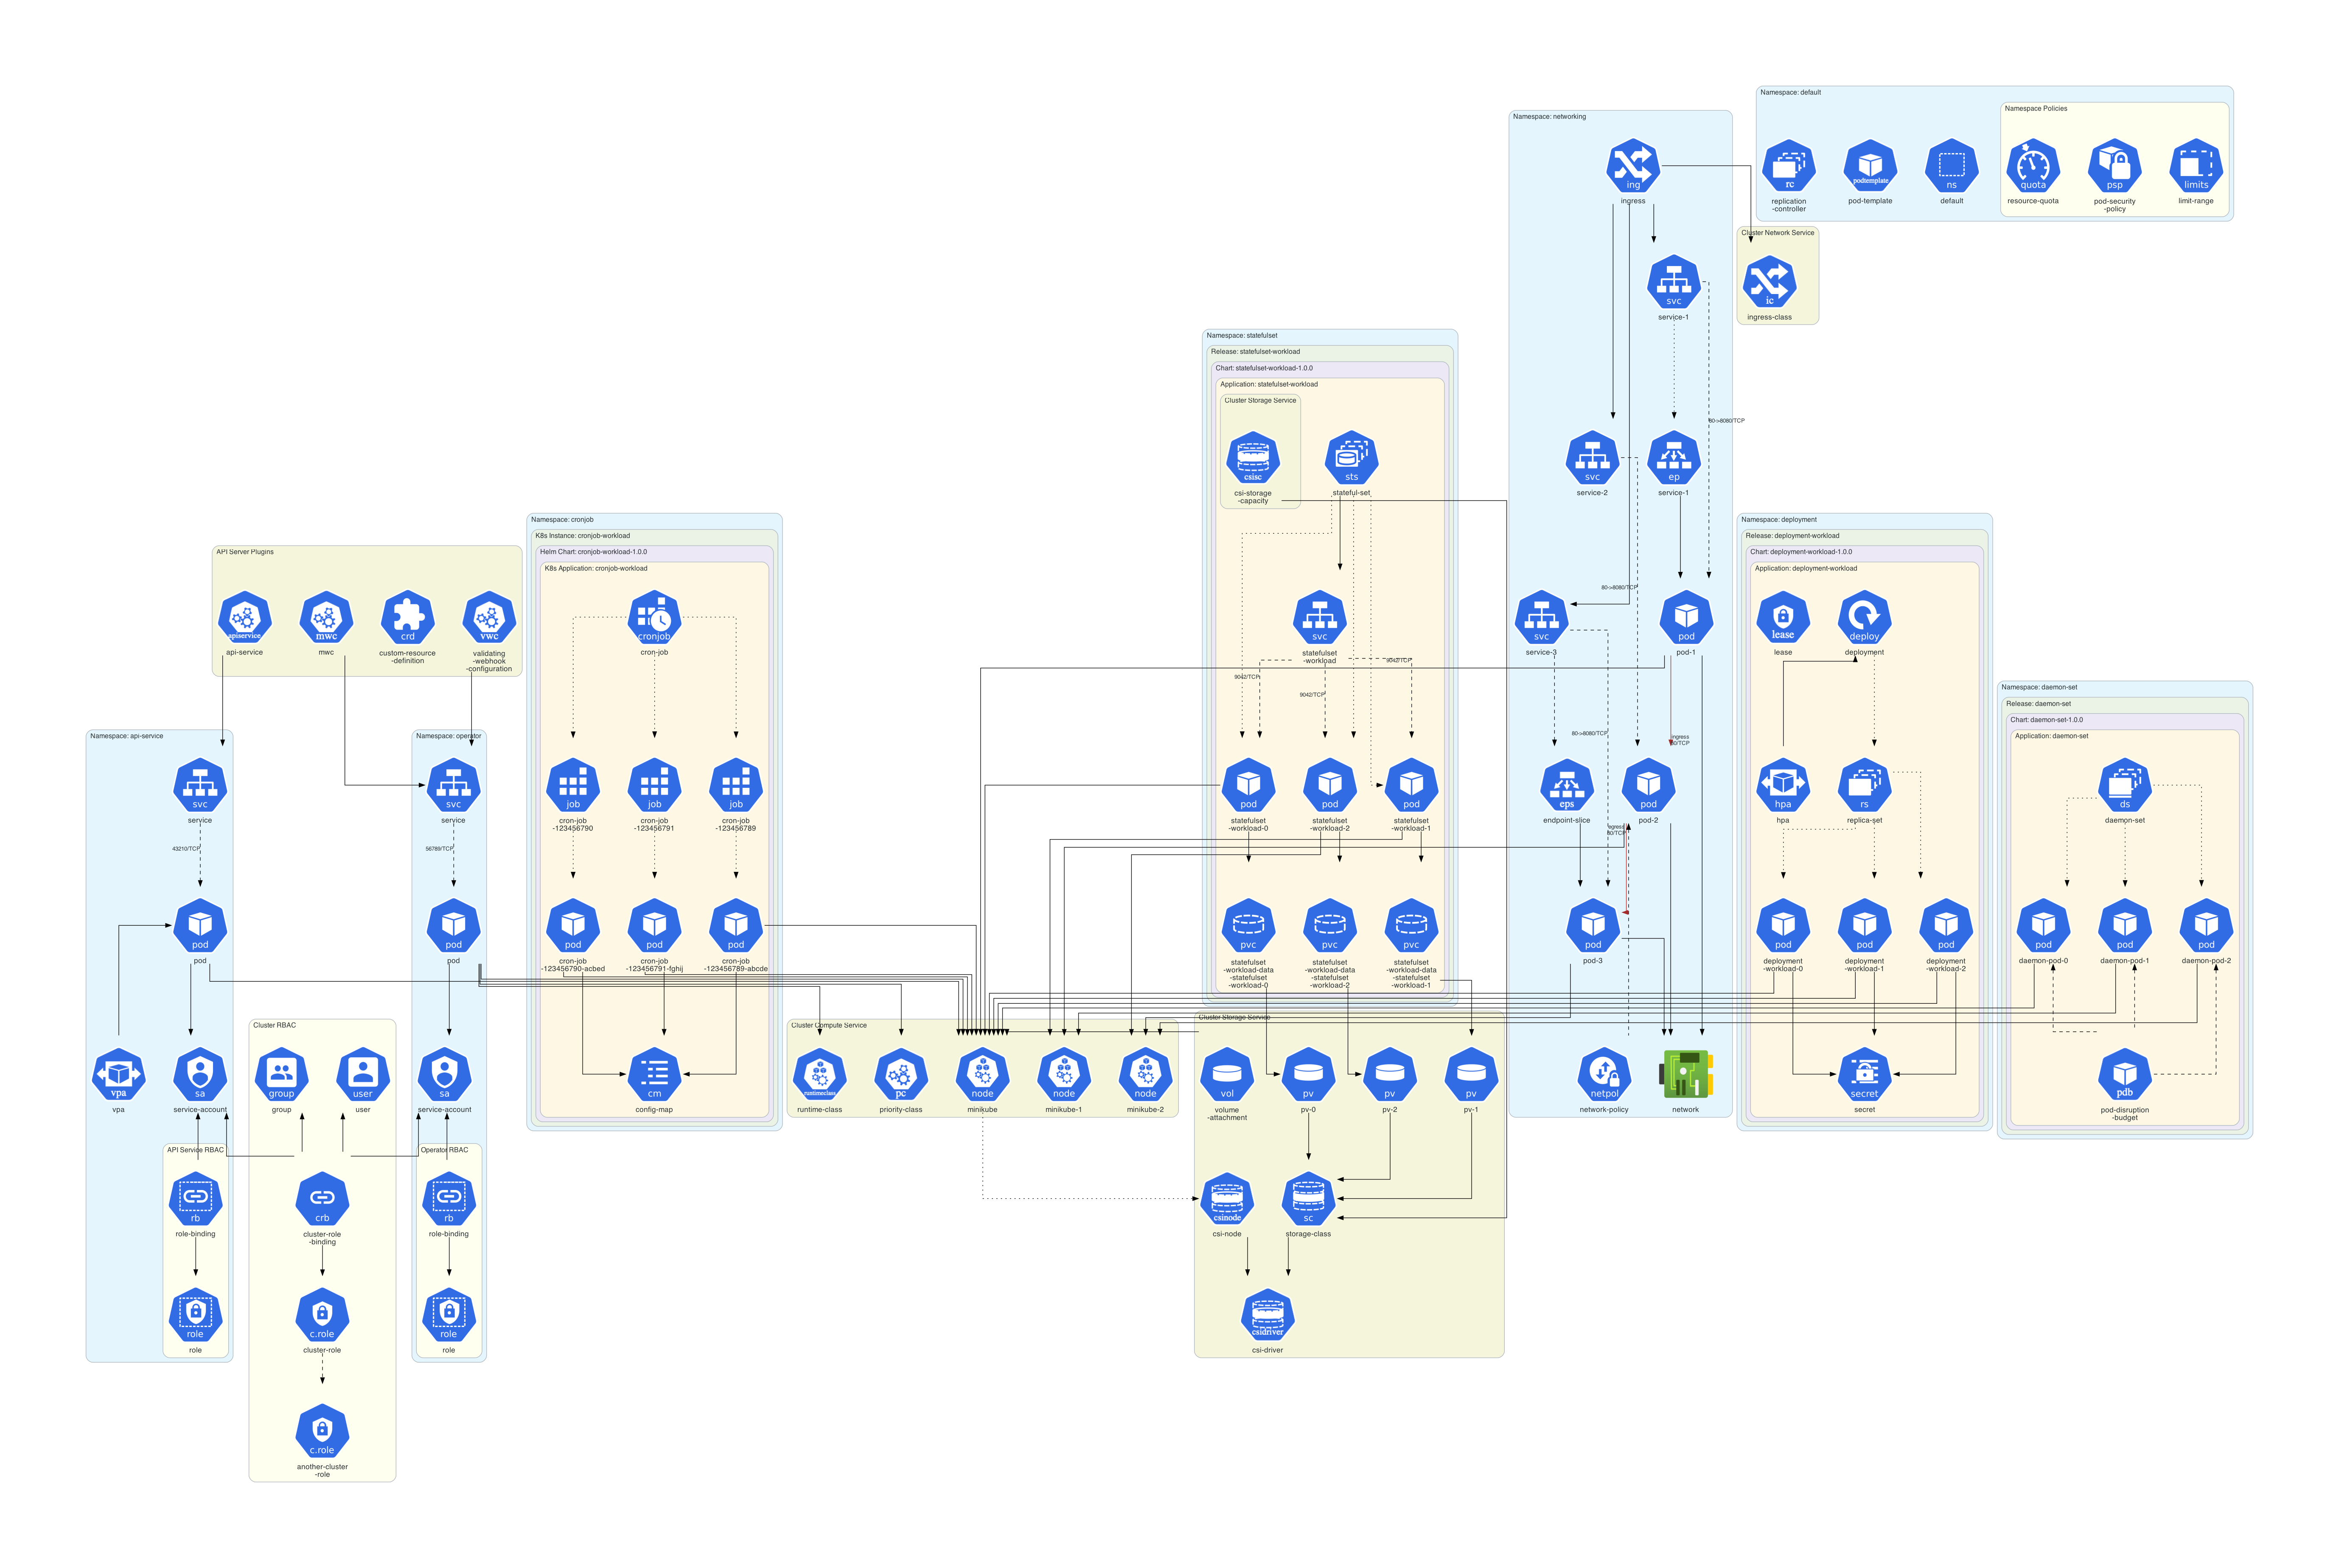 Namespace: default
Namespace Policies
rc
replication
-controller
podtemplate
pod-template
ns
default
quota
resource-quota
psp
pod-security
-policy
limits
limit-range
Namespace: networking
ing
ingress
svc
service-1
80->8080/TCP
svc
service-2
ep
service-1
80->8080/TCP
svc
service-3
pod
pod-1
80->8080/TCP
ingress
80/TCP
eps
endpoint-slice
pod
pod-2
egress
80/TCP
pod
pod-3
netpol
network-policy
network
Cluster Network Service
ic
ingress-class
Namespace: statefulset
Release: statefulset-workload
Chart: statefulset-workload-1.0.0
Application: statefulset-workload
Cluster Storage Service
csisc
csi-storage
-capacity
sts
stateful-set
svc
statefulset
-workload
9042/TCP
9042/TCP
9042/TCP
pod
statefulset
-workload-0
pod
statefulset
-workload-2
pod
statefulset
-workload-1
pvc
statefulset
-workload-data
-statefulset
-workload-0
pvc
statefulset
-workload-data
-statefulset
-workload-2
pvc
statefulset
-workload-data
-statefulset
-workload-1
Namespace: cronjob
K8s Instance: cronjob-workload
Helm Chart: cronjob-workload-1.0.0
K8s Application: cronjob-workload
cronjob
cron-job
job
cron-job
-123456790
job
cron-job
-123456791
job
cron-job
-123456789
pod
cron-job
-123456790-acbed
pod
cron-job
-123456791-fghij
pod
cron-job
-123456789-abcde
cm
config-map
Namespace: deployment
Release: deployment-workload
Chart: deployment-workload-1.0.0
Application: deployment-workload
lease
lease
deploy
deployment
hpa
hpa
rs
replica-set
pod
deployment
-workload-0
pod
deployment
-workload-1
pod
deployment
-workload-2
secret
secret
Namespace: daemon-set
Release: daemon-set
Chart: daemon-set-1.0.0
Application: daemon-set
ds
daemon-set
pod
daemon-pod-0
pod
daemon-pod-1
pod
daemon-pod-2
pdb
pod-disruption
-budget
API Server Plugins
apiservice
api-service
mwc
mwc
crd
custom-resource
-definition
vwc
validating
-webhook
-configuration
Namespace: api-service
svc
service
43210/TCP
pod
pod
vpa
vpa
sa
service-account
API Service RBAC
rb
role-binding
role
role
Cluster RBAC
group
group
user
user
crb
cluster-role
-binding
c.role
cluster-role
c.role
another-cluster
-role
Namespace: operator
svc
service
56789/TCP
pod
pod
sa
service-account
Operator RBAC
rb
role-binding
role
role
Cluster Compute Service
runtimeclass
runtime-class
pc
priority-class
node
minikube
node
minikube-1
node
minikube-2
Cluster Storage Service
vol
volume
-attachment
pv
pv-0
pv
pv-2
pv
pv-1
csinode
csi-node
sc
storage-class
csidriver
csi-driver